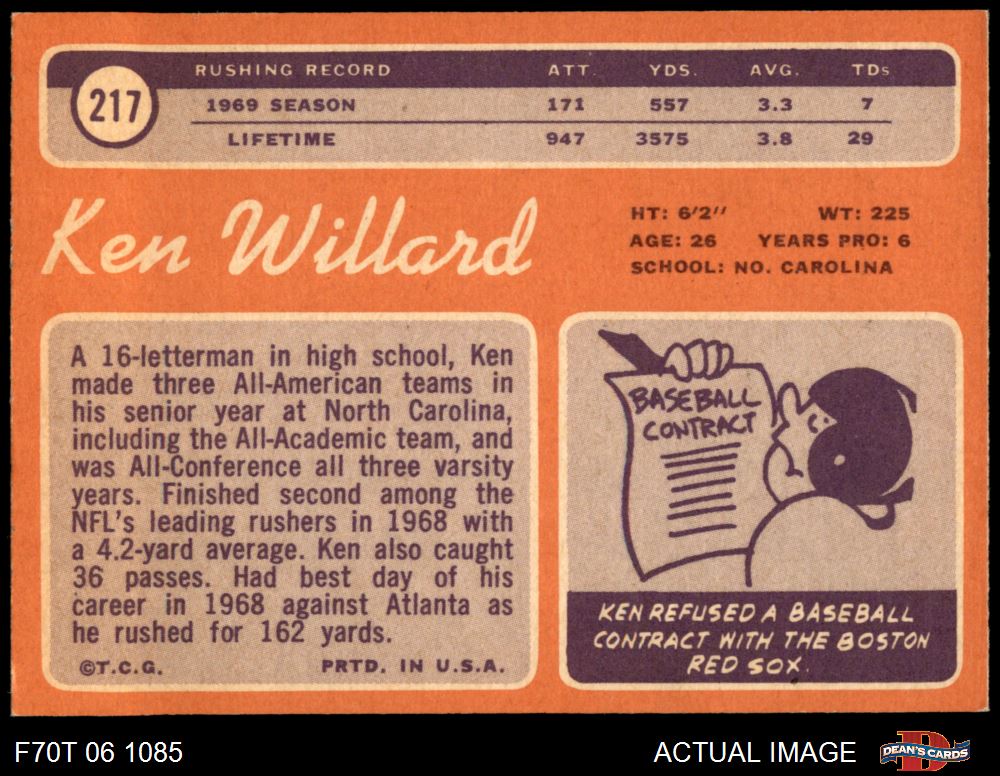 217
RUSHING RECORD ATT. YDS. AVG. TDs
1969 SEASON 171 557 3.3 7
LIFETIME 947 3575 3.8 29
Ken Willard
HT: 6'2" WT: 225
AGE: 26 YEARS PRO: 6
SCHOOL: NO. CAROLINA
A 16-letterman in high school, Ken
made three All-American teams in
his senior year at North Carolina,
including the All-Academic team, and
was All-Conference all three varsity
years. Finished second among the
NFL's leading rushers in 1968 with
a 4.2-yard average. Ken also caught
36 passes. Had best day of his
career in 1968 against Atlanta as
he rushed for 162 yards.
©T.C.G. PRTD. IN U.S.A.
BASEBALL
CONTRACT
KEN REFUSED A BASEBALL
CONTRACT WITH THE BOSTON
RED SOX.
F70T 06 1085
ACTUAL IMAGE
D
DEAN'S CARDS